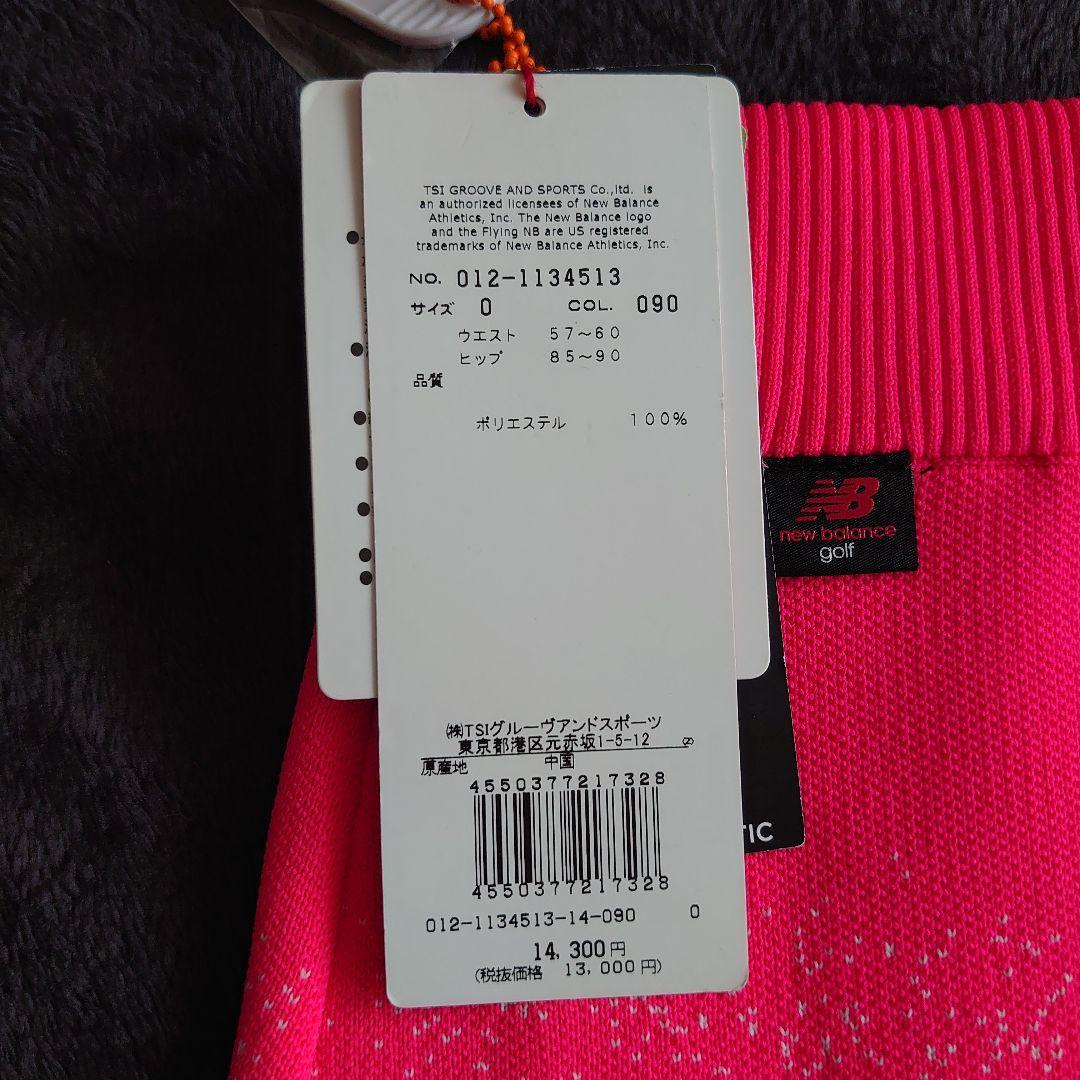 TSI GROOVE AND SPORTS Co.,ltd. is
an authorized licensees of New Balance
Athletics, Inc. The New Balance logo
and the Flying NB are US registered
trademarks of New Balance Athletics, Inc.
NO. 012-1134513
サイズ 0 COL. 090
ウエスト 57～60
ヒップ 85～90
品質
ポリエステル 100%
NB
new balance
golf
㈱TSIグルーヴアンドスポーツ
東京都港区元赤坂1-5-12
原産地 中国
4550377217328
TIC
4550377217328
012-1134513-14-090 0
14,300円
(税抜価格 13,000円)